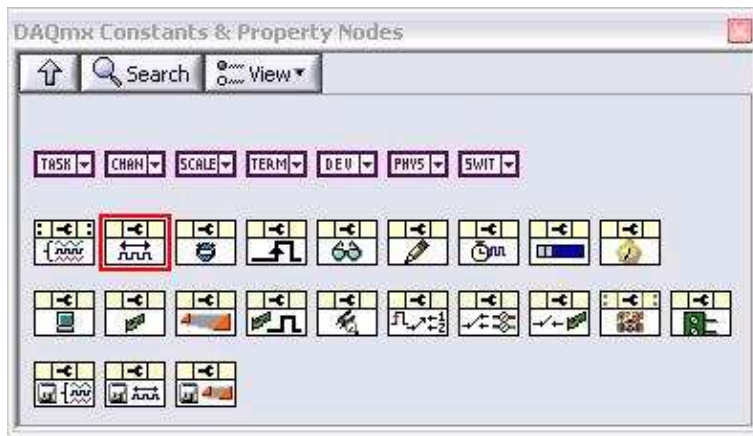 DAQmx Constants & Property Nodes
Search View
TASK CHAN SCALE TERM DEV PHYS SWIT